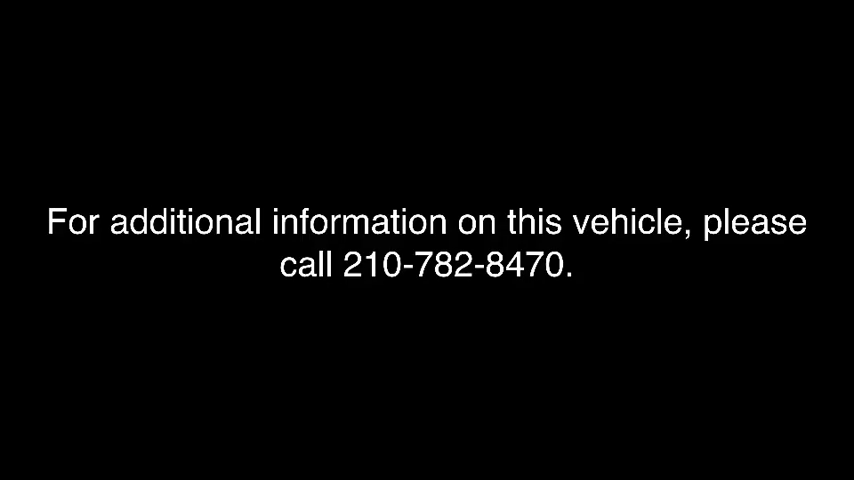 For additional information on this vehicle, please
call 210-782-8470.